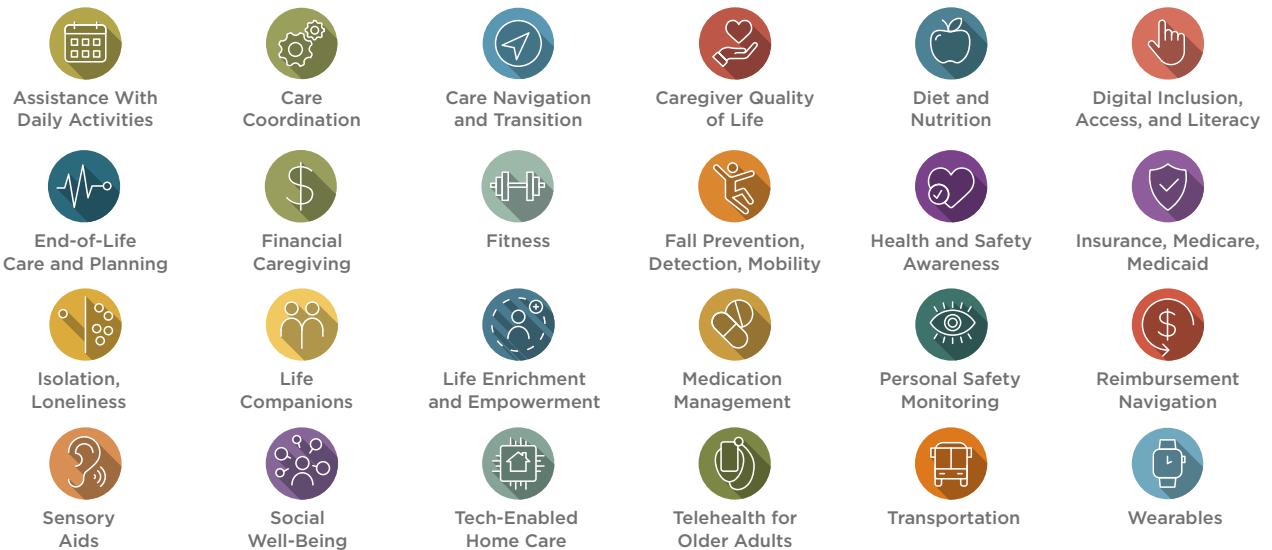 Assistance With
Daily Activities
Care
Coordination
Care Navigation
and Transition
Caregiver Quality
of Life
Diet and
Nutrition
Digital Inclusion,
Access, and Literacy
End-of-Life
Care and Planning
Financial
Caregiving
Fitness
Fall Prevention,
Detection, Mobility
Health and Safety
Awareness
Insurance, Medicare,
Medicaid
Isolation,
Loneliness
Life
Companions
Life Enrichment
and Empowerment
Medication
Management
Personal Safety
Monitoring
Reimbursement
Navigation
Sensory
Aids
Social
Well-Being
Tech-Enabled
Home Care
Telehealth for
Older Adults
Transportation
Wearables